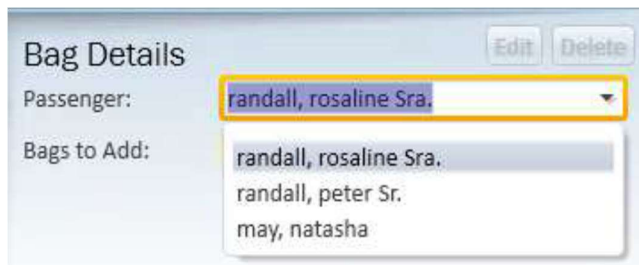 Bag Details Edit Delete
Passenger: randall, rosaline Sra.
Bags to Add:
randall, rosaline Sra.
randall, peter Sr.
may, natasha